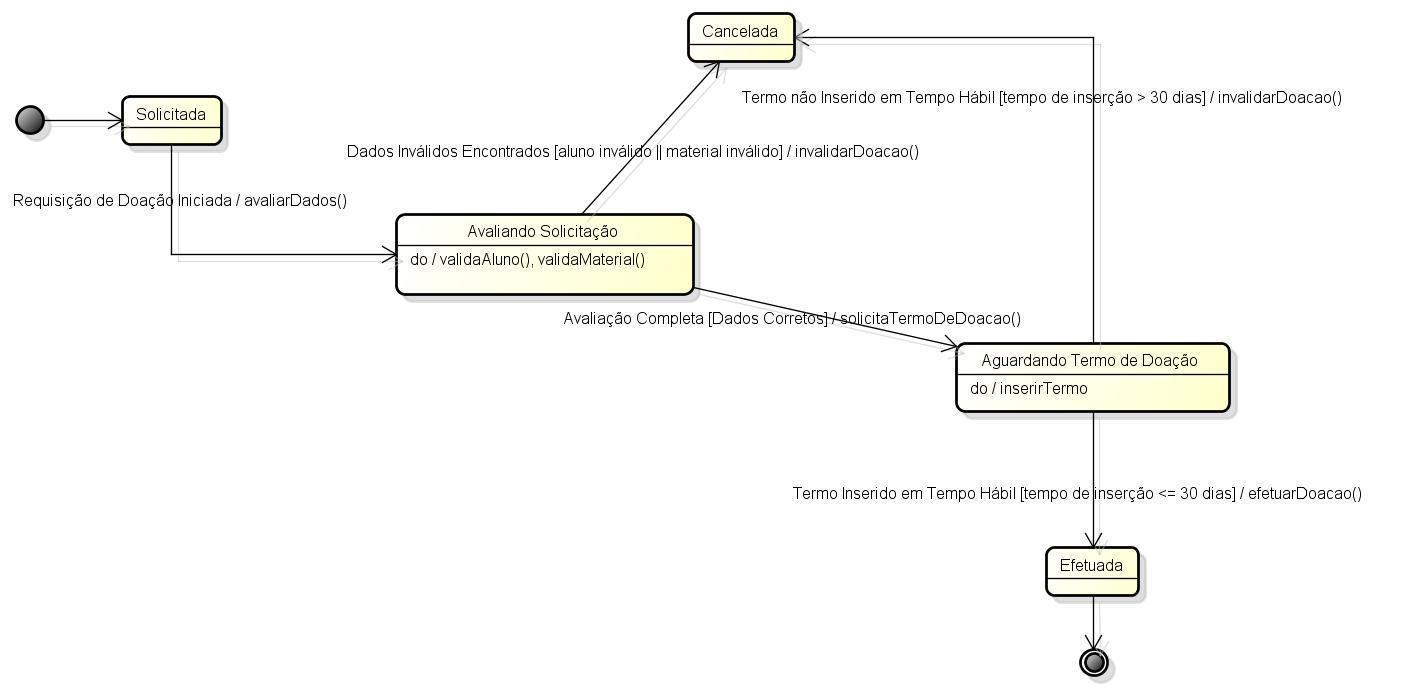 Cancelada
Solicitada
Termo não Inserido em Tempo Hábil [tempo de inserção > 30 dias] / invalidarDoacao()
Dados Inválidos Encontrados [aluno inválido || material inválido] / invalidarDoacao()
Requisição de Doação Iniciada / avaliarDados()
Avaliando Solicitação
do / validaAluno(), validaMaterial()
Avaliação Completa [Dados Corretos] / solicitaTermoDeDoacao()
Aguardando Termo de Doação
do / inserirTermo
Termo Inserido em Tempo Hábil [tempo de inserção <= 30 dias] / efetuarDoacao()
Efetuada